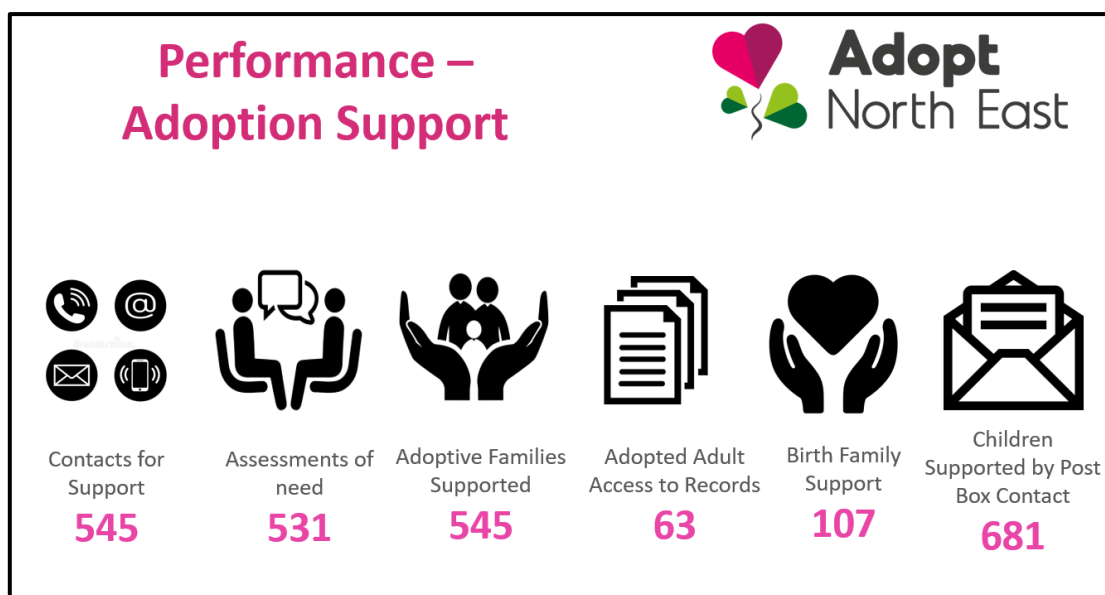 Performance –
Adoption Support
Adopt
North East
@
Contacts for
Support
545
Assessments of
need
531
Adoptive Families
Supported
545
Adopted Adult
Access to Records
63
Birth Family
Support
107
Children
Supported by Post
Box Contact
681